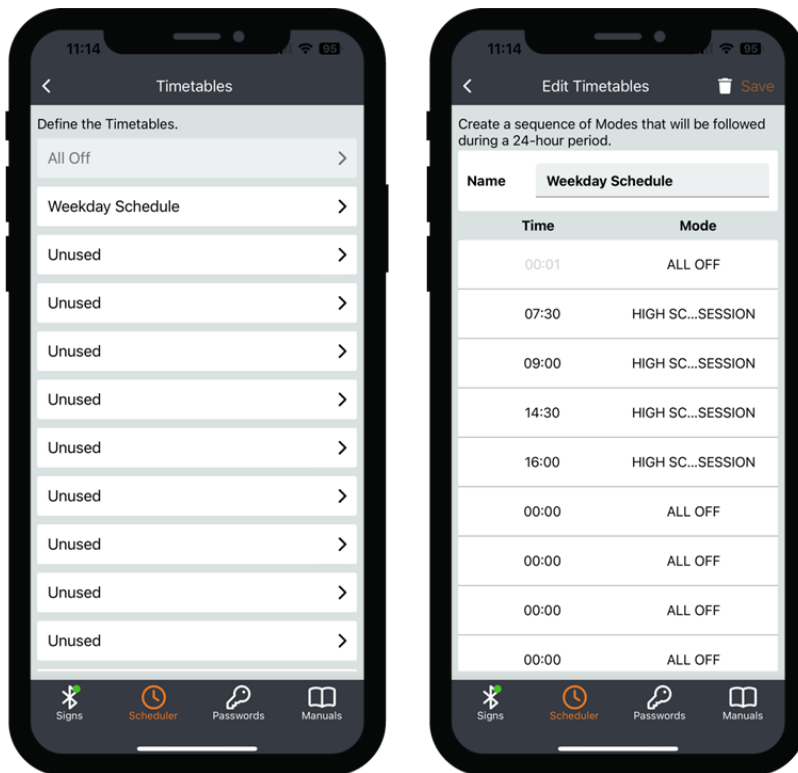 11:14
95
Timetables
Define the Timetables.
All Off
Weekday Schedule
Unused
Unused
Unused
Unused
Unused
Unused
Unused
Unused
Unused
Signs
Scheduler
Passwords
Manuals
11:14
95
Edit Timetables
Save
Create a sequence of Modes that will be followed
during a 24-hour period.
Name Weekday Schedule
Time Mode
00:01 ALL OFF
07:30 HIGH SC...SESSION
09:00 HIGH SC...SESSION
14:30 HIGH SC...SESSION
16:00 HIGH SC...SESSION
00:00 ALL OFF
00:00 ALL OFF
00:00 ALL OFF
00:00 ALL OFF
Signs
Scheduler
Passwords
Manuals